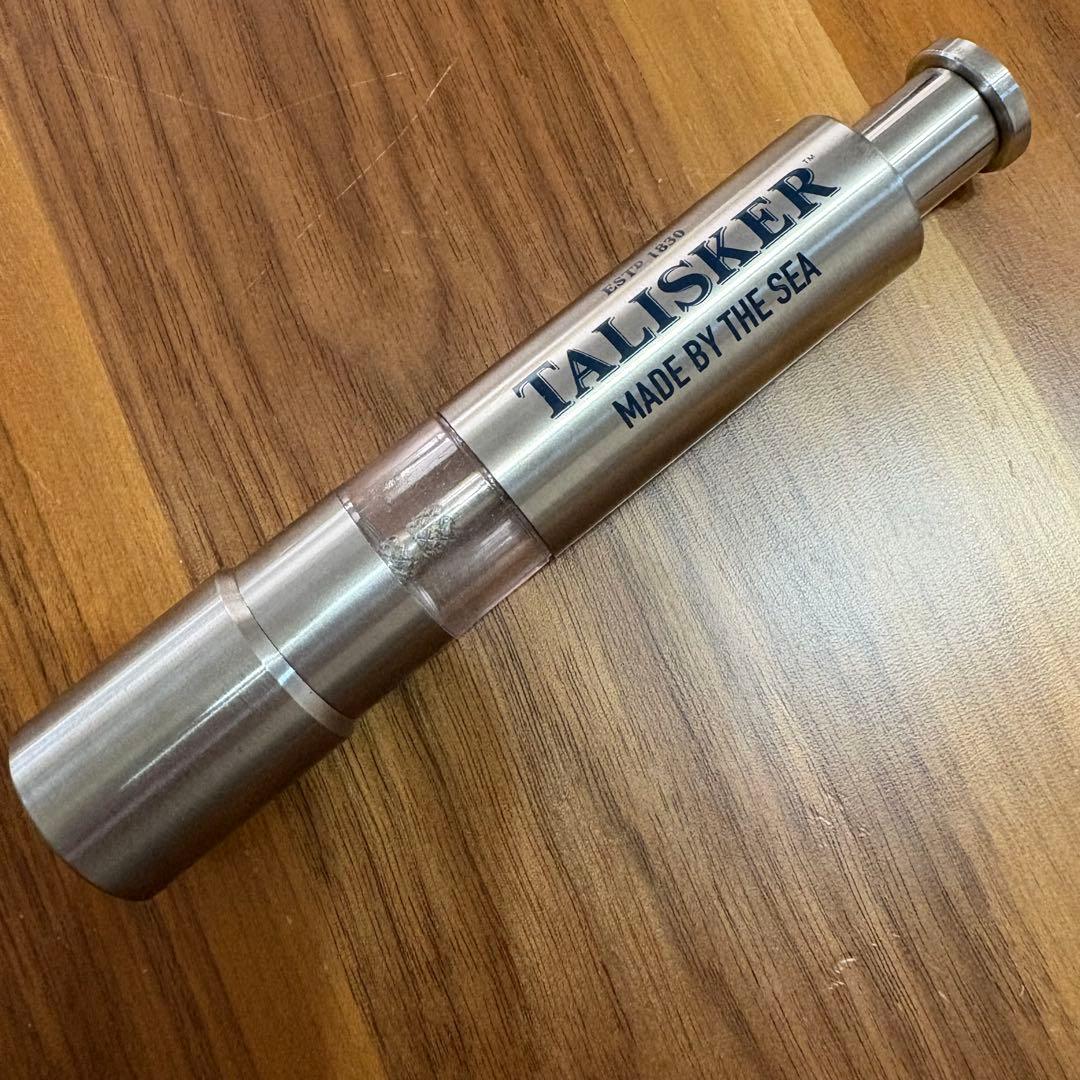 ESTD 1830
TALISKER™
MADE BY THE SEA